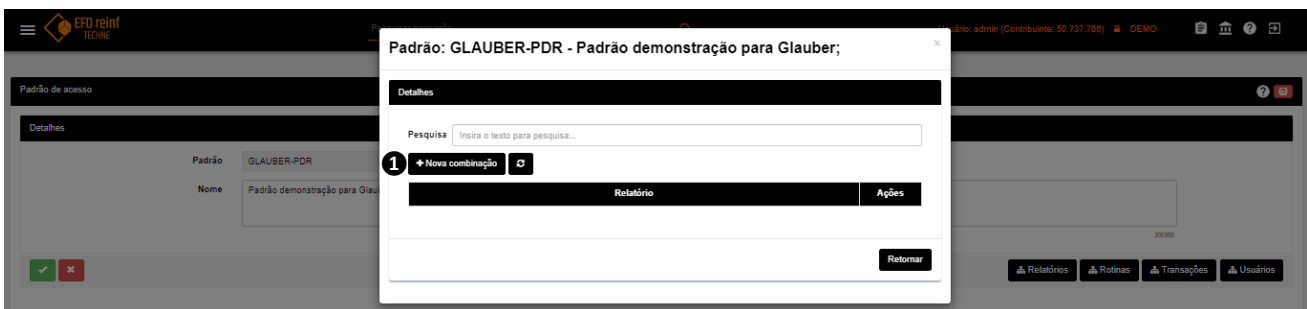 EFD reinf
TECHNE
Pesquisar transação
Usuário: admin (Contribuinte: 50.737.766) DEMO
Padrão: GLAUBER-PDR - Padrão demonstração para Glauber;
×
Padrão de acesso
Detalhes
Detalhes
Pesquisa Insira o texto para pesquisa...
Padrão GLAUBER-PDR
1 Nova combinação
Nome Padrão demonstração para Glau
Relatório Ações
33/300
Retornar
Relatórios Rotinas Transações Usuários